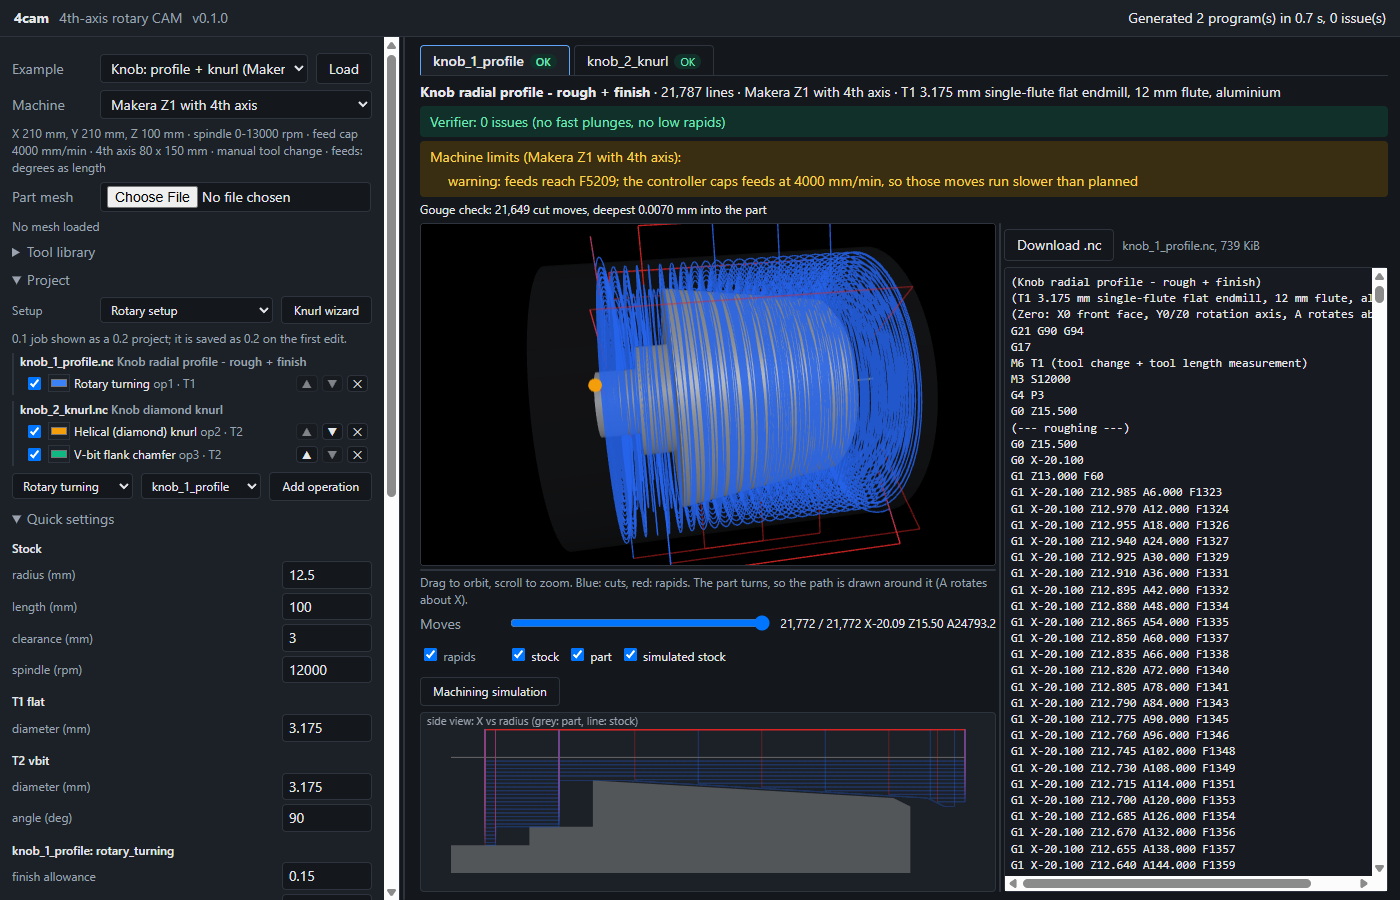 4cam 4th-axis rotary CAM v0.1.0
Generated 2 program(s) in 0.7 s, 0 issue(s)
Example
Knob: profile + knurl (Maker
Load
Machine
Makera Z1 with 4th axis
X 210 mm, Y 210 mm, Z 100 mm · spindle 0-13000 rpm · feed cap
4000 mm/min · 4th axis 80 x 150 mm · manual tool change · feeds:
degrees as length
Part mesh
Choose File No file chosen
No mesh loaded
Tool library
Project
Setup
Rotary setup
Knurl wizard
0.1 job shown as a 0.2 project; it is saved as 0.2 on the first edit.
knob_1_profile.nc Knob radial profile - rough + finish
Rotary turning op1 · T1
knob_2_knurl.nc Knob diamond knurl
Helical (diamond) knurl op2 · T2
V-bit flank chamfer op3 · T2
Rotary turning
knob_1_profile
Add operation
Quick settings
Stock
radius (mm) 12.5
length (mm) 100
clearance (mm) 3
spindle (rpm) 12000
T1 flat
diameter (mm) 3.175
T2 vbit
diameter (mm) 3.175
angle (deg) 90
knob_1_profile: rotary_turning
finish allowance 0.15
knob_1_profile OK
knob_2_knurl OK
Knob radial profile - rough + finish · 21,787 lines · Makera Z1 with 4th axis · T1 3.175 mm single-flute flat endmill, 12 mm flute, aluminium
Verifier: 0 issues (no fast plunges, no low rapids)
Machine limits (Makera Z1 with 4th axis):
warning: feeds reach F5209; the controller caps feeds at 4000 mm/min, so those moves run slower than planned
Gouge check: 21,649 cut moves, deepest 0.0070 mm into the part
Drag to orbit, scroll to zoom. Blue: cuts, red: rapids. The part turns, so the path is drawn around it (A rotates
about X).
Moves
21,772 / 21,772 X-20.09 Z15.50 A24793.2
rapids
stock
part
simulated stock
Machining simulation
side view: X vs radius (grey: part, line: stock)
Download .nc
knob_1_profile.nc, 739 KiB
(Knob radial profile - rough + finish)
(T1 3.175 mm single-flute flat endmill, 12 mm flute, al
(Zero: X0 front face, Y0/Z0 rotation axis, A rotates ab
G21 G90 G94
G17
M6 T1 (tool change + tool length measurement)
M3 S12000
G4 P3
G0 Z15.500
(--- roughing ---)
G0 Z15.500
G0 X-20.100
G1 Z13.000 F60
G1 X-20.100 Z12.985 A6.000 F1323
G1 X-20.100 Z12.970 A12.000 F1324
G1 X-20.100 Z12.955 A18.000 F1326
G1 X-20.100 Z12.940 A24.000 F1327
G1 X-20.100 Z12.925 A30.000 F1329
G1 X-20.100 Z12.910 A36.000 F1331
G1 X-20.100 Z12.895 A42.000 F1332
G1 X-20.100 Z12.880 A48.000 F1334
G1 X-20.100 Z12.865 A54.000 F1335
G1 X-20.100 Z12.850 A60.000 F1337
G1 X-20.100 Z12.835 A66.000 F1338
G1 X-20.100 Z12.820 A72.000 F1340
G1 X-20.100 Z12.805 A78.000 F1341
G1 X-20.100 Z12.790 A84.000 F1343
G1 X-20.100 Z12.775 A90.000 F1345
G1 X-20.100 Z12.760 A96.000 F1346
G1 X-20.100 Z12.745 A102.000 F1348
G1 X-20.100 Z12.730 A108.000 F1349
G1 X-20.100 Z12.715 A114.000 F1351
G1 X-20.100 Z12.700 A120.000 F1353
G1 X-20.100 Z12.685 A126.000 F1354
G1 X-20.100 Z12.670 A132.000 F1356
G1 X-20.100 Z12.655 A138.000 F1357
G1 X-20.100 Z12.640 A144.000 F1359